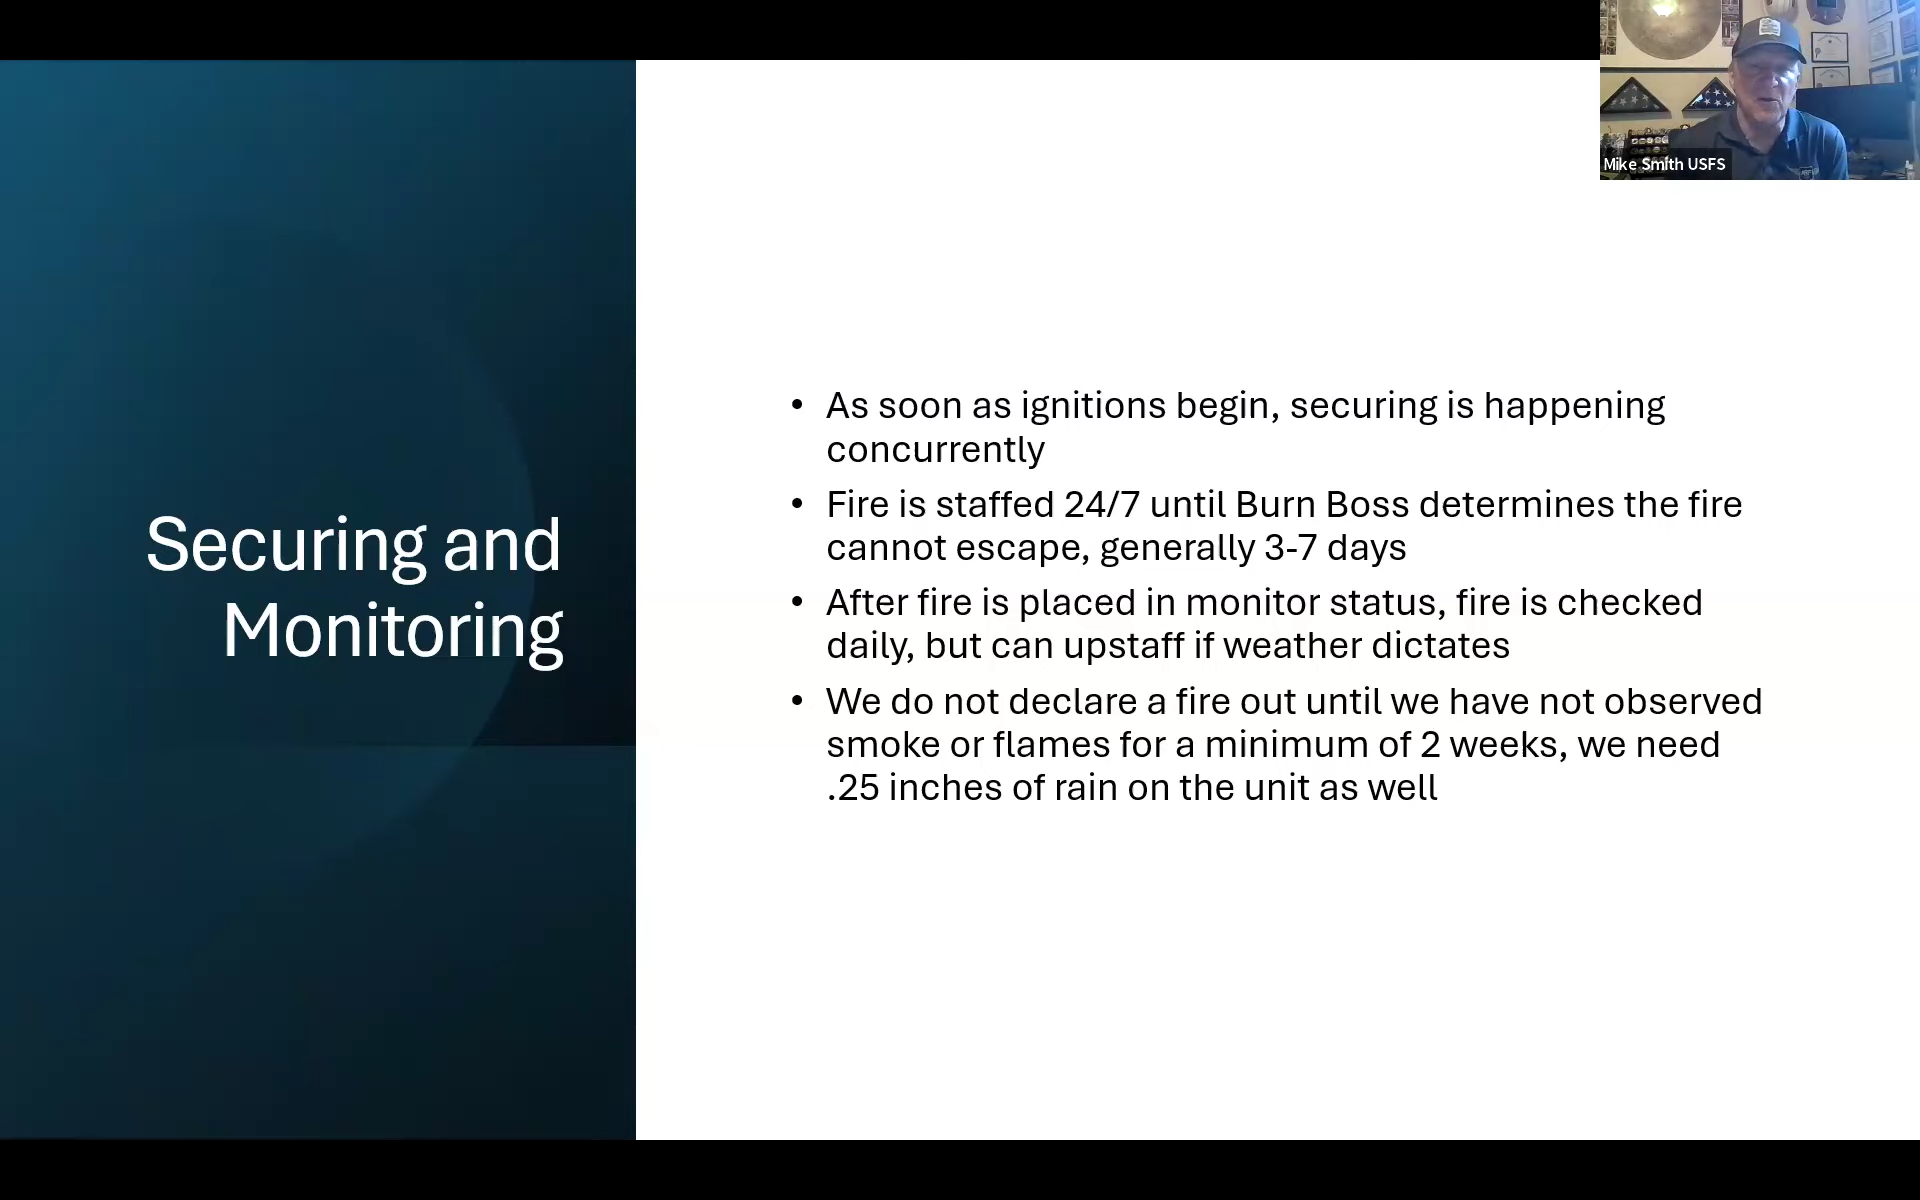 Mike Smith USFS
Securing and
Monitoring
• As soon as ignitions begin, securing is happening
concurrently
• Fire is staffed 24/7 until Burn Boss determines the fire
cannot escape, generally 3-7 days
• After fire is placed in monitor status, fire is checked
daily, but can upstaff if weather dictates
• We do not declare a fire out until we have not observed
smoke or flames for a minimum of 2 weeks, we need
.25 inches of rain on the unit as well